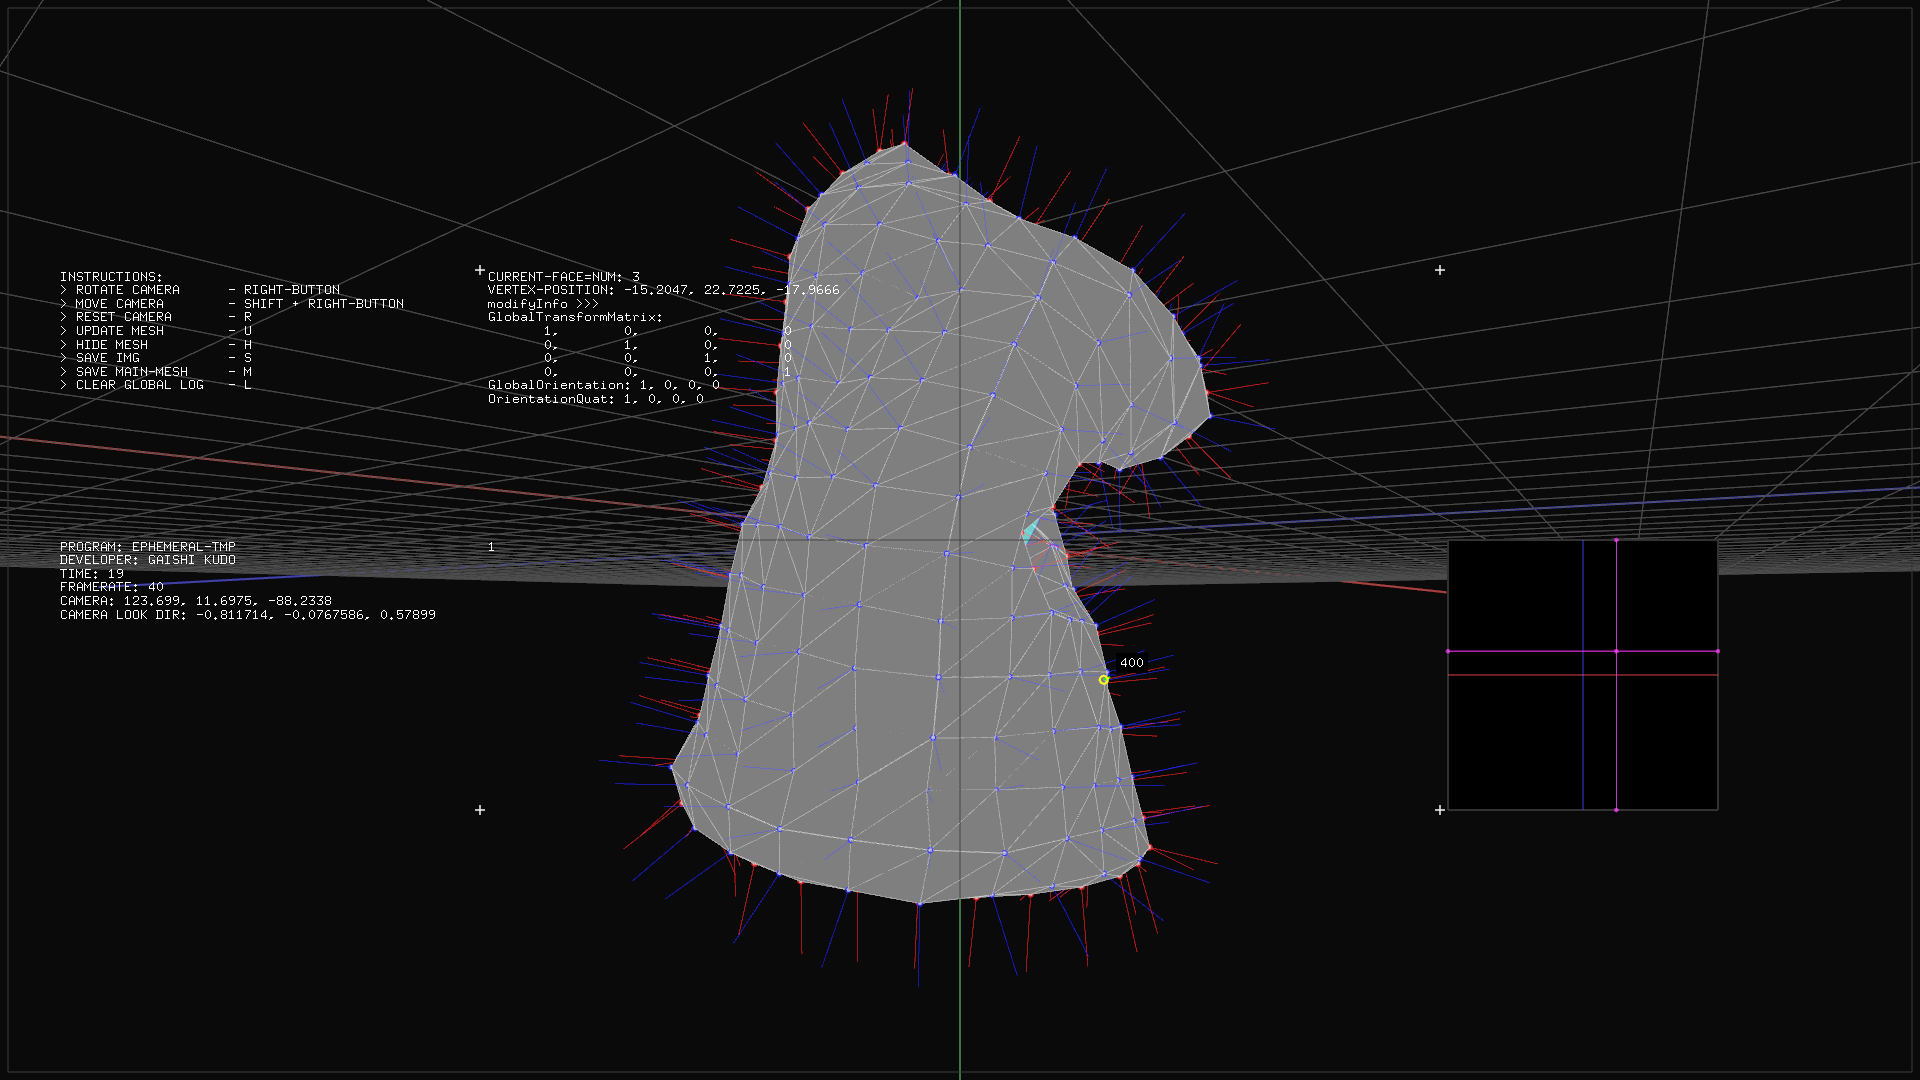 INSTRUCTIONS:
> ROTATE CAMERA - RIGHT-BUTTON
> MOVE CAMERA - SHIFT + RIGHT-BUTTON
> RESET CAMERA - R
> UPDATE MESH - U
> HIDE MESH - H
> SAVE IMG - S
> SAVE MAIN-MESH - M
> CLEAR GLOBAL LOG - L
CURRENT-FACE=NUM: 3
VERTEX-POSITION: -15.2047, 22.7225, -17.9666
modifyInfo >>>
GlobalTransformMatrix:
1, 0, 0, 0
0, 1, 0, 0
0, 0, 1, 0
0, 0, 0, 1
GlobalOrientation: 1, 0, 0, 0
OrientationQuat: 1, 0, 0, 0
PROGRAM: EPHEMERAL-TMP
DEVELOPER: GAISHI KUDO
TIME: 19
FRAMERATE: 40
CAMERA: 123.699, 11.6975, -88.2338
CAMERA LOOK DIR: -0.811714, -0.0767586, 0.57899
1
400